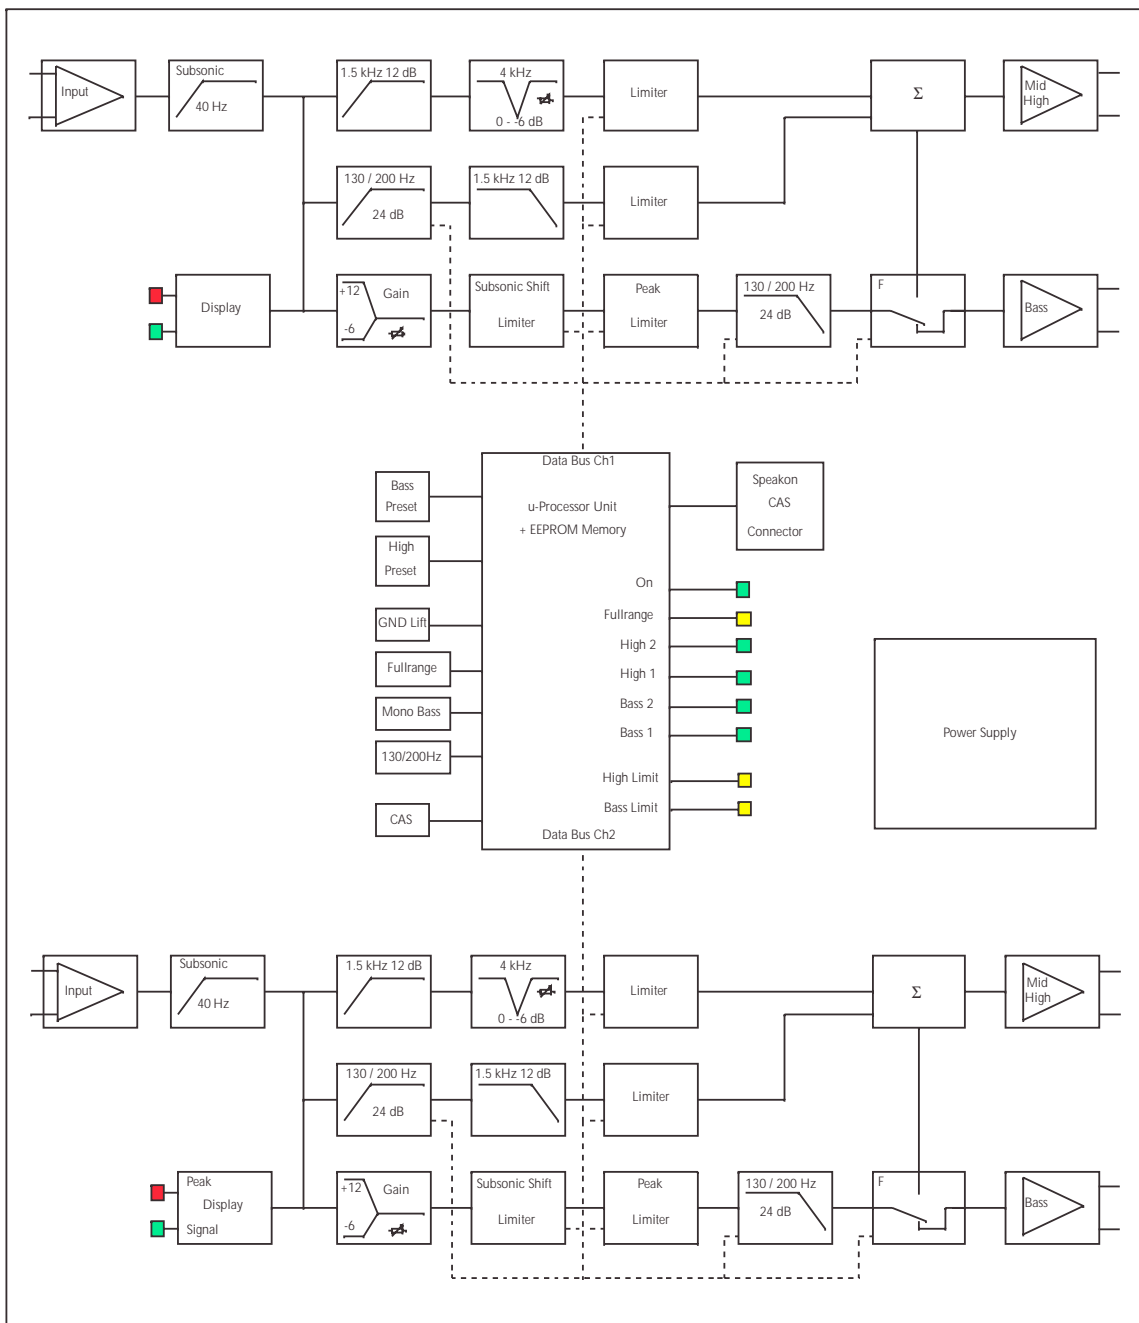 Input
Subsonic
40 Hz
1.5 kHz 12 dB
4 kHz
0 - -6 dB
Limiter
Σ
Mid
High
130 / 200 Hz
24 dB
1.5 kHz 12 dB
Limiter
Display
+12
Gain
-6
Subsonic Shift
Limiter
Peak
Limiter
130 / 200 Hz
24 dB
F
Bass
Data Bus Ch1
u-Processor Unit
+ EEPROM Memory
Bass
Preset
High
Preset
GND Lift
Fullrange
Mono Bass
130/200Hz
CAS
Speakon
CAS
Connector
On
Fullrange
High 2
High 1
Bass 2
Bass 1
High Limit
Bass Limit
Data Bus Ch2
Power Supply
Input
Subsonic
40 Hz
1.5 kHz 12 dB
4 kHz
0 - -6 dB
Limiter
Σ
Mid
High
130 / 200 Hz
24 dB
1.5 kHz 12 dB
Limiter
Peak
Display
Signal
+12
Gain
-6
Subsonic Shift
Limiter
Peak
Limiter
130 / 200 Hz
24 dB
F
Bass